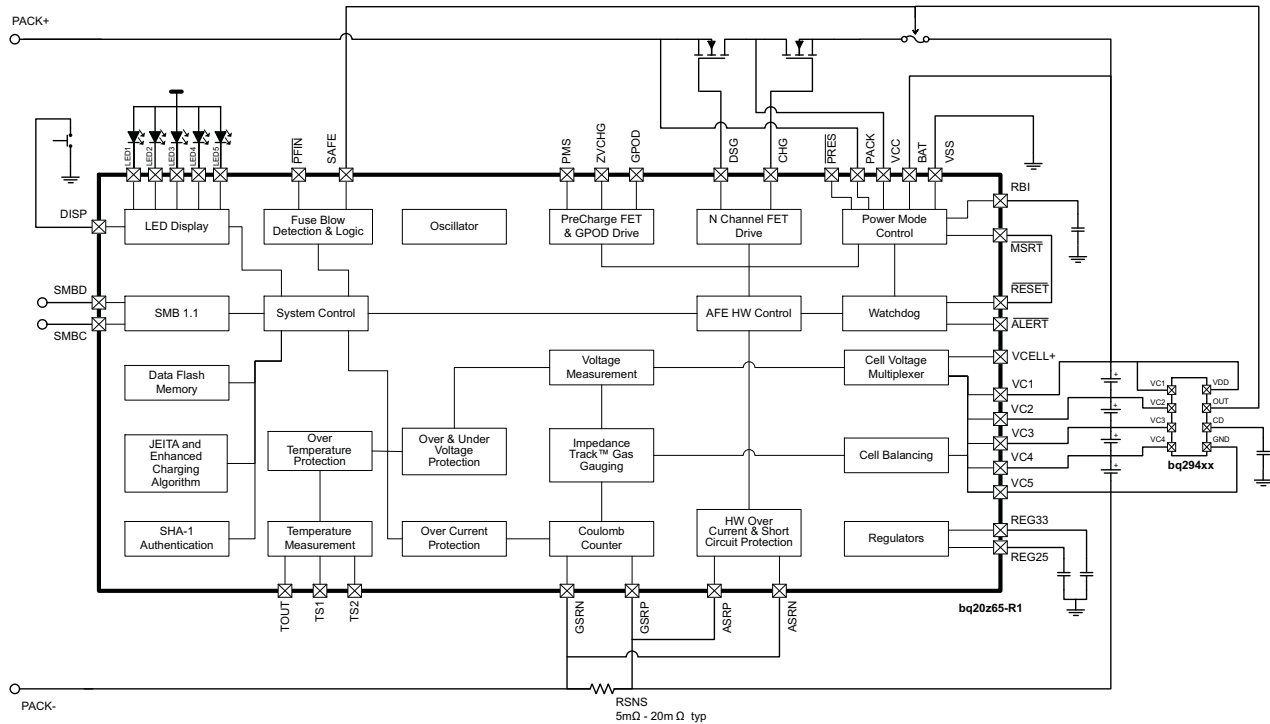 PACK+
LED1
LED2
LED3
LED4
LED5
PFIN
SAFE
PMS
ZVCHG
GPOD
DSG
CHG
PRES
PACK
VCC
BAT
VSS
DISP
LED Display
Fuse Blow
Detection & Logic
Oscillator
PreCharge FET
& GPOD Drive
N Channel FET
Drive
Power Mode
Control
RBI
MSRT
SMBD
SMBC
SMB 1.1
System Control
AFE HW Control
Watchdog
RESET
ALERT
Data Flash
Memory
Voltage
Measurement
Cell Voltage
Multiplexer
VCELL+
VC1
VC2
VC3
VC4
VC5
JEITA and
Enhanced
Charging
Algorithm
Over
Temperature
Protection
Over & Under
Voltage
Protection
Impedance
Track™ Gas
Gauging
Cell Balancing
+
+
+
+
VC1
VC2
VC3
VC4
VDD
OUT
CD
GND
bq294xx
SHA-1
Authentication
Temperature
Measurement
Over Current
Protection
Coulomb
Counter
HW Over
Current & Short
Circuit Protection
Regulators
REG33
REG25
TOUT
TS1
TS2
GSRN
GSRP
ASRP
ASRN
bq20z65-R1
PACK-
RSNS
5mΩ - 20m Ω typ